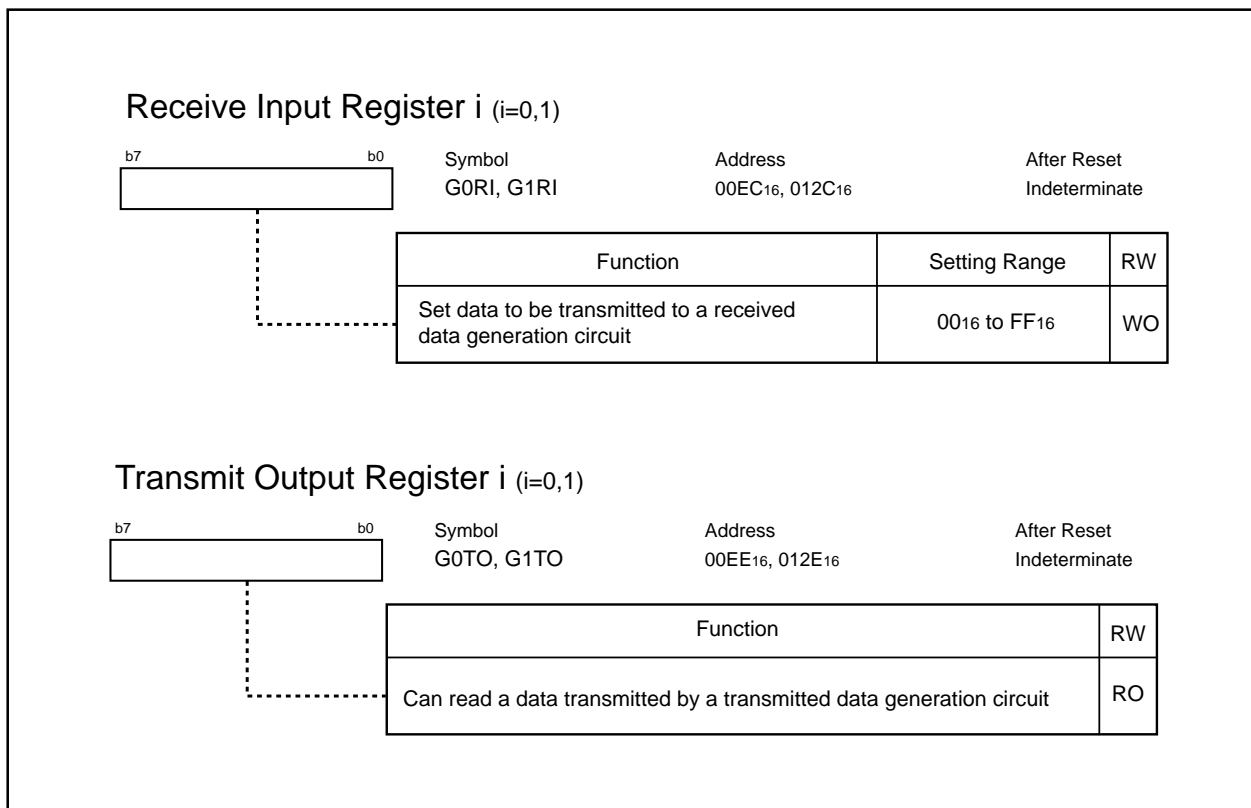 Receive Input Register i (i=0,1)
b7 b0 Symbol Address After Reset
G0RI, G1RI 00EC16, 012C16 Indeterminate
Function Setting Range RW
Set data to be transmitted to a received
data generation circuit
0016 to FF16 WO
Transmit Output Register i (i=0,1)
b7 b0 Symbol Address After Reset
G0TO, G1TO 00EE16, 012E16 Indeterminate
Function RW
Can read a data transmitted by a transmitted data generation circuit RO